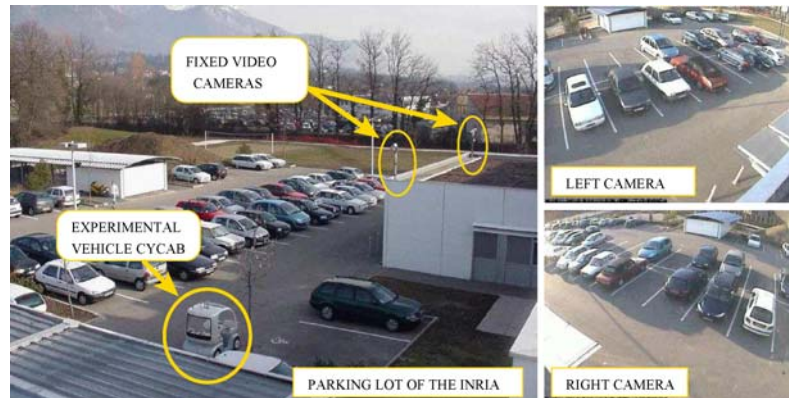 FIXED VIDEO
CAMERAS
EXPERIMENTAL
VEHICLE CYCAB
PARKING LOT OF THE INRIA
LEFT CAMERA
RIGHT CAMERA